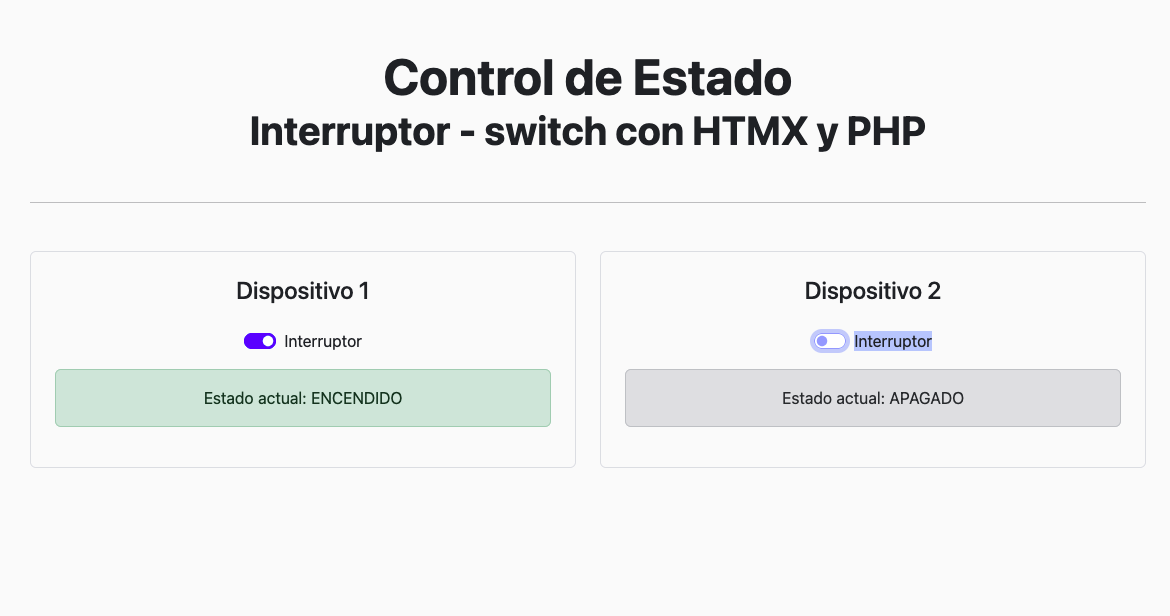 Control de Estado
Interruptor - switch con HTMX y PHP
Dispositivo 1
Interruptor
Estado actual: ENCENDIDO
Dispositivo 2
Interruptor
Estado actual: APAGADO